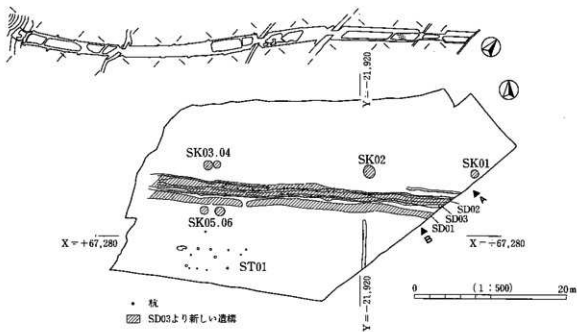 Y=-21,920
SK03.04
SK02
SK01
A
SD02
SD03
SD01
B
SK05.06
X=+67,280
X=+67,280
ST01
Y=-21,920
0
(1:500)
20m
杭
SD03より新しい遺構